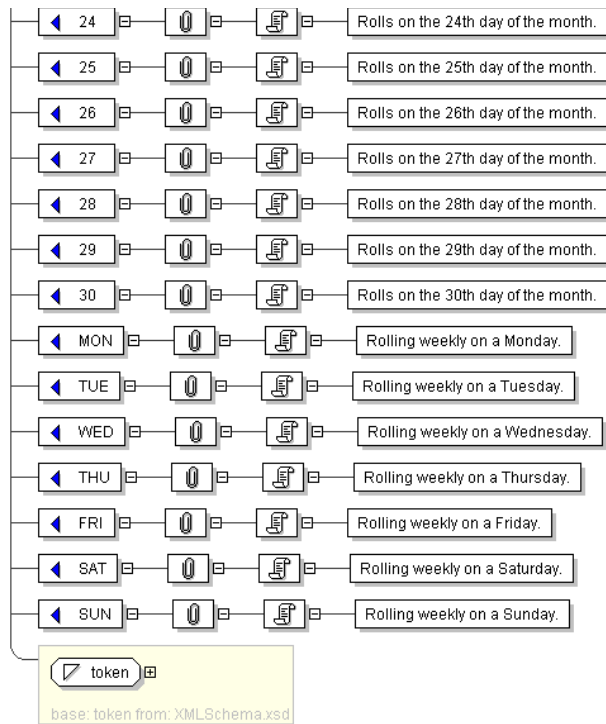 24 Rolls on the 24th day of the month.
25 Rolls on the 25th day of the month.
26 Rolls on the 26th day of the month.
27 Rolls on the 27th day of the month.
28 Rolls on the 28th day of the month.
29 Rolls on the 29th day of the month.
30 Rolls on the 30th day of the month.
MON Rolling weekly on a Monday.
TUE Rolling weekly on a Tuesday.
WED Rolling weekly on a Wednesday.
THU Rolling weekly on a Thursday.
FRI Rolling weekly on a Friday.
SAT Rolling weekly on a Saturday.
SUN Rolling weekly on a Sunday.
token
base: token from: XMLSchema.xsd